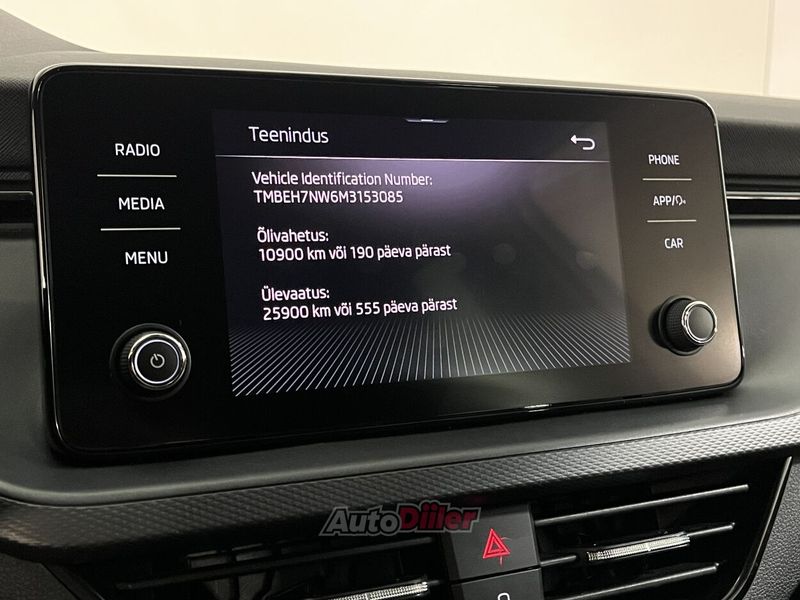 Teenindus
Vehicle Identification Number:
TMBEH7NW6M3153085
Õlivahetus:
10900 km või 190 päeva pärast
Ülevaatus:
25900 km või 555 päeva pärast
RADIO
MEDIA
MENU
PHONE
APP/
CAR
AutoDiiler